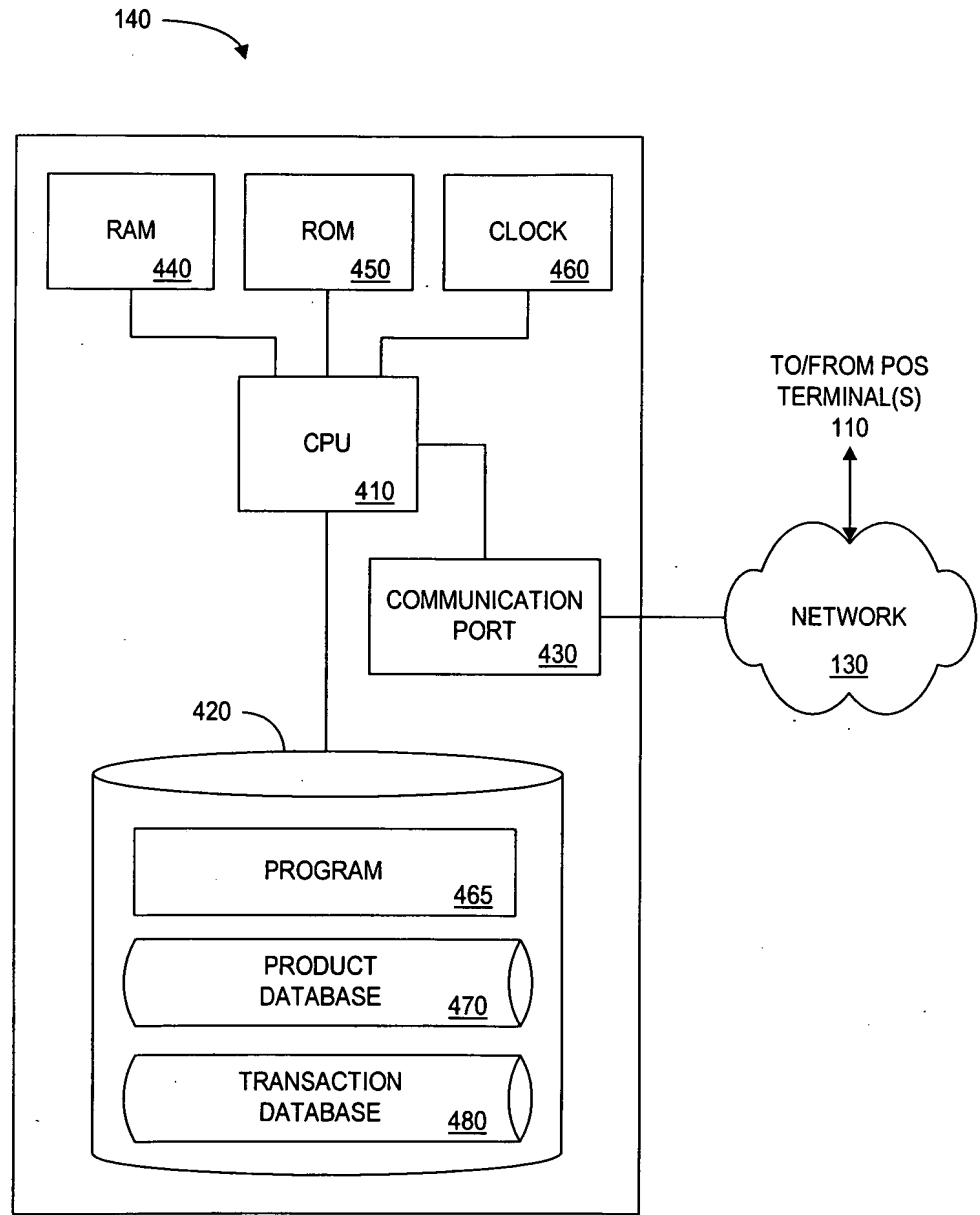 140
RAM
440
ROM
450
CLOCK
460
CPU
410
TO/FROM POS
TERMINAL(S)
110
COMMUNICATION
PORT
430
NETWORK
130
420
PROGRAM
465
PRODUCT
DATABASE
470
TRANSACTION
DATABASE
480